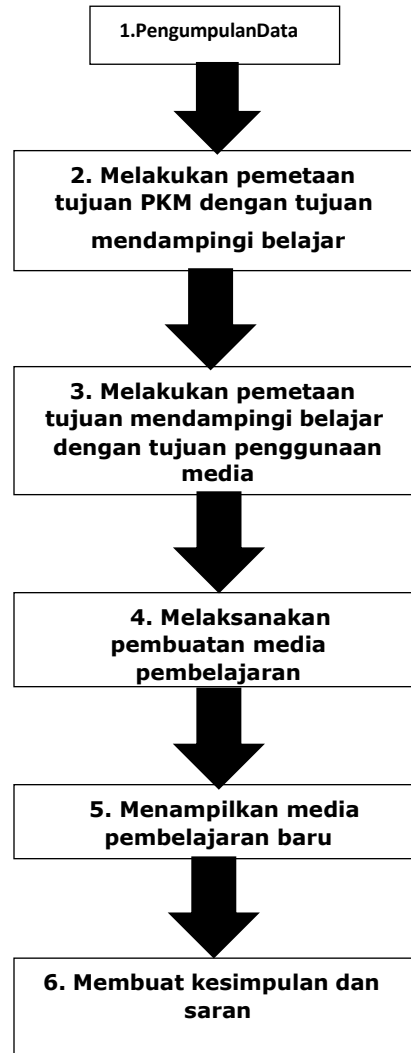 1.PengumpulanData
2. Melakukan pemetaan
tujuan PKM dengan tujuan
mendampingi belajar
3. Melakukan pemetaan
tujuan mendampingi belajar
dengan tujuan penggunaan
media
4. Melaksanakan
pembuatan media
pembelajaran
5. Menampilkan media
pembelajaran baru
6. Membuat kesimpulan dan
saran